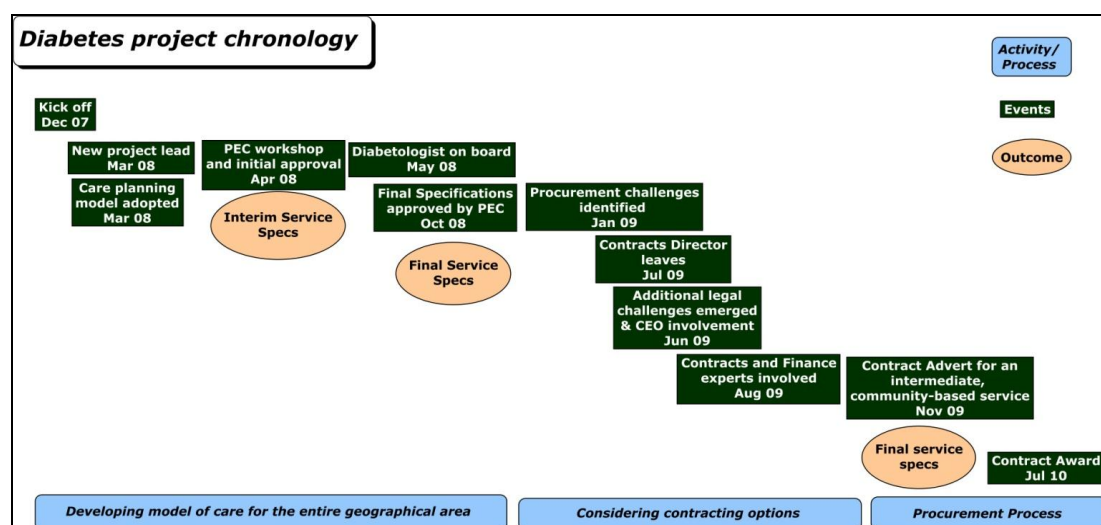 Diabetes project chronology
Activity/
Process
Kick off
Dec 07
Events
New project lead
Mar 08
PEC workshop
and initial approval
Apr 08
Diabetologist on board
May 08
Outcome
Care planning
model adopted
Mar 08
Interim Service
Specs
Final Specifications
approved by PEC
Oct 08
Procurement challenges
identified
Jan 09
Final Service
Specs
Contracts Director
leaves
Jul 09
Additional legal
challenges emerged
& CEO involvement
Jun 09
Contracts and Finance
experts involved
Aug 09
Contract Advert for an
intermediate,
community-based service
Nov 09
Final service
specs
Contract Award
Jul 10
Developing model of care for the entire geographical area
Considering contracting options
Procurement Process